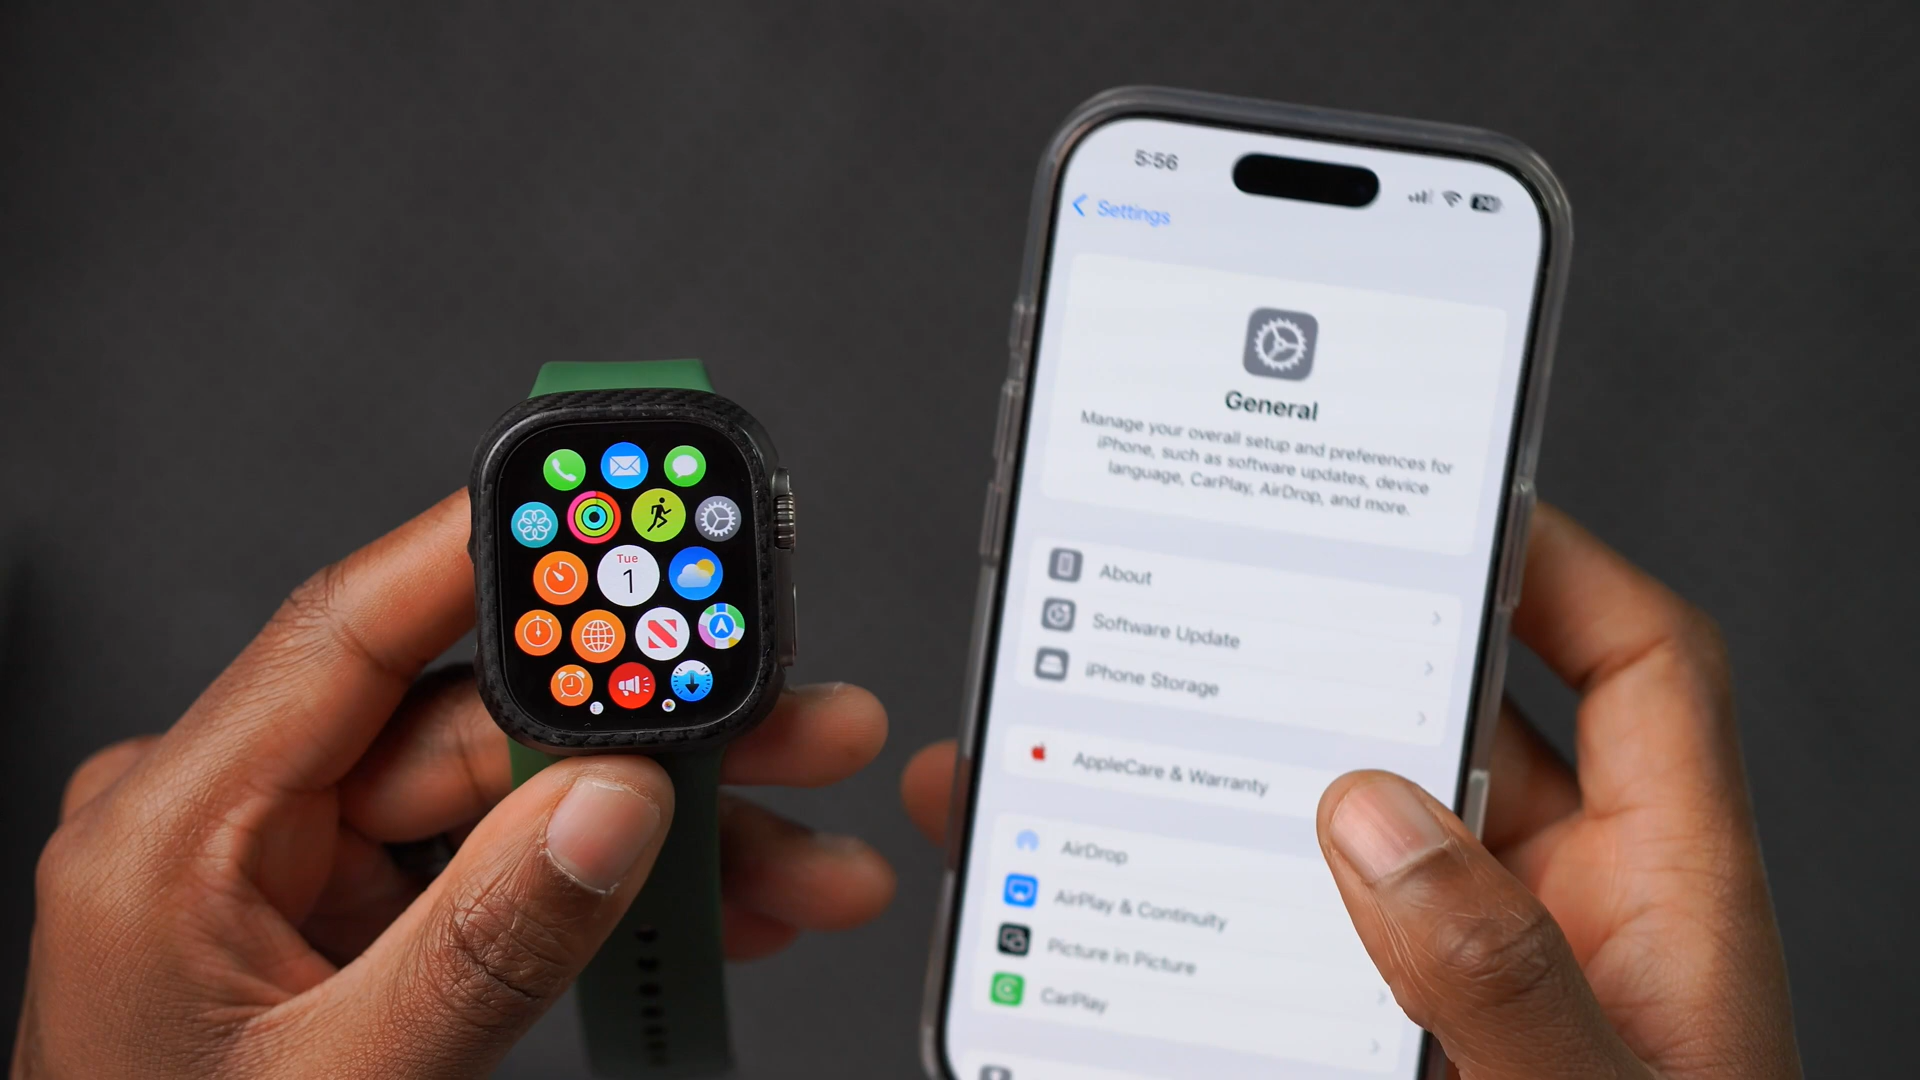 Tue
1
5:56
Settings
General
Manage your overall setup and preferences for
iPhone, such as software updates, device
language, CarPlay, AirDrop, and more.
About
Software Update
iPhone Storage
AppleCare & Warranty
AirDrop
AirPlay & Continuity
Picture in Picture
CarPlay